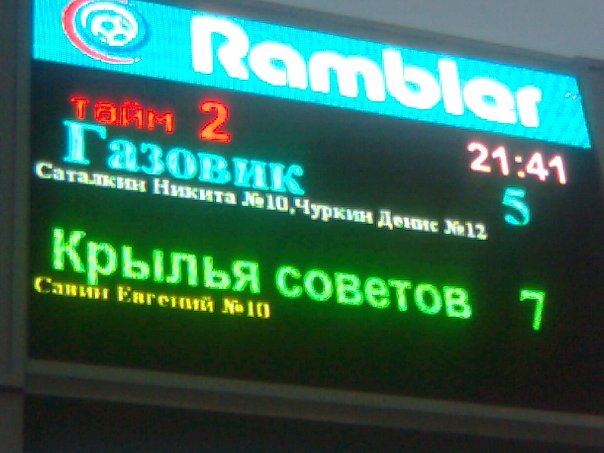 Rambler
тайм 2
21:41
Газовик 5
Саталкин Никита №10,Чуркин Денис №12
Крылья советов 7
Савин Евгений №10